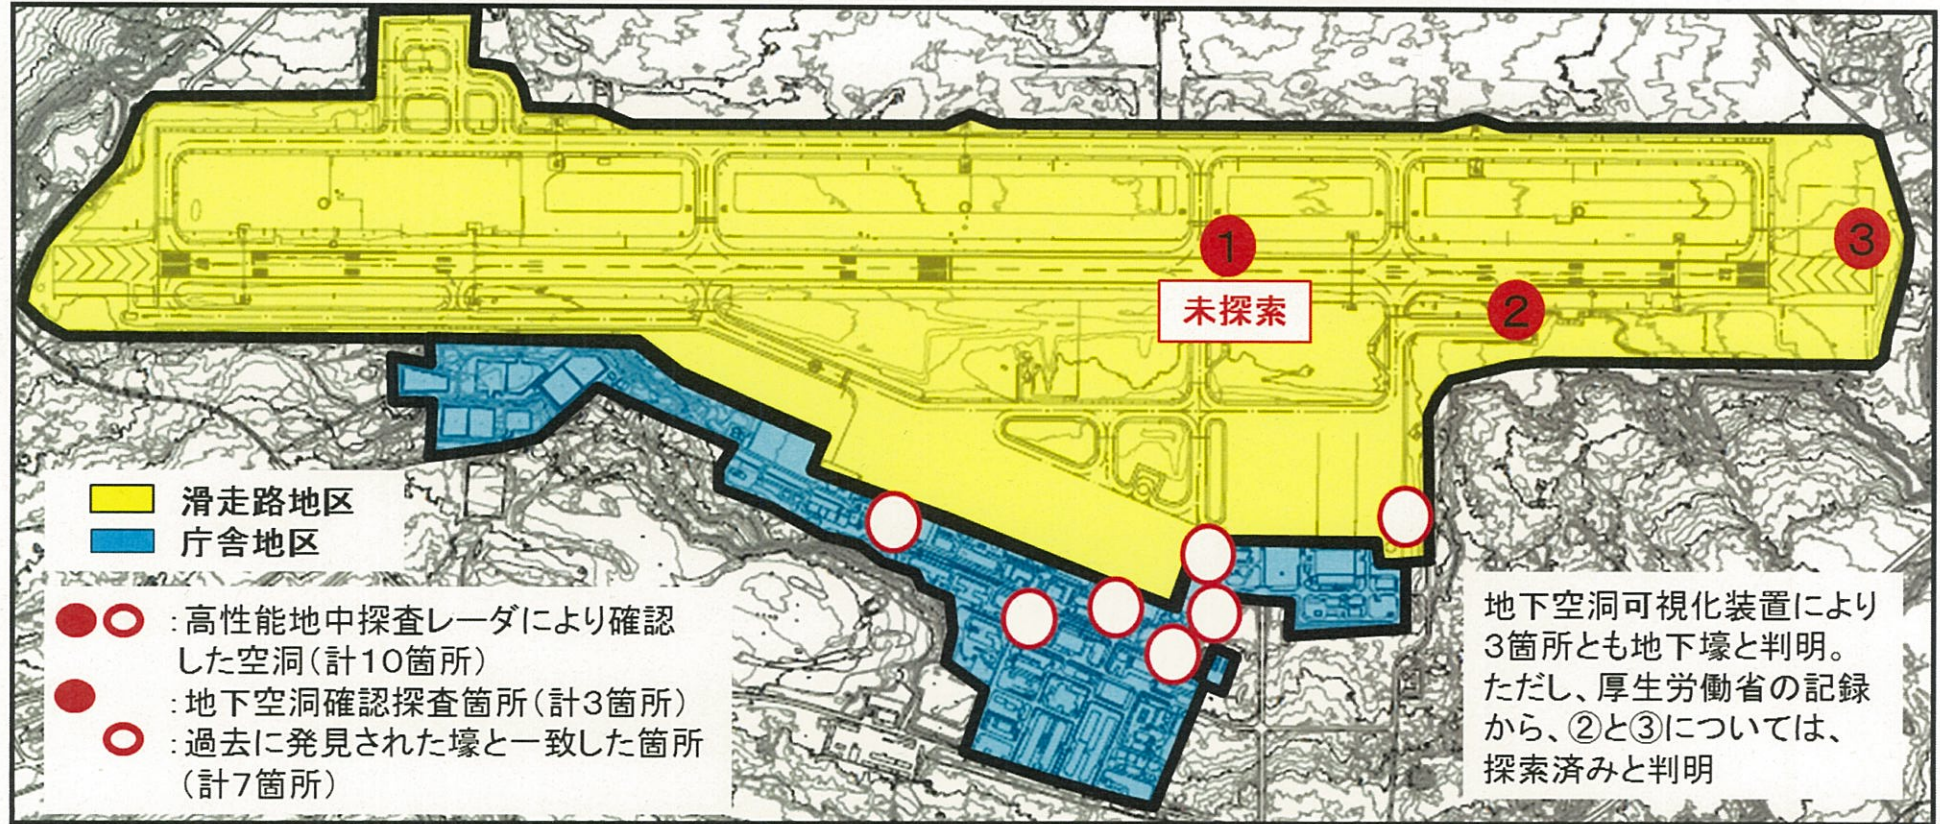 1
3
2
未探索
滑走路地区
庁舎地区
:高性能地中探査レーダにより確認
した空洞(計10箇所)
:地下空洞確認探査箇所(計3箇所)
:過去に発見された壕と一致した箇所
(計7箇所)
地下空洞可視化装置により
3箇所とも地下壕と判明。
ただし、厚生労働省の記録
から、②と③については、
探索済みと判明